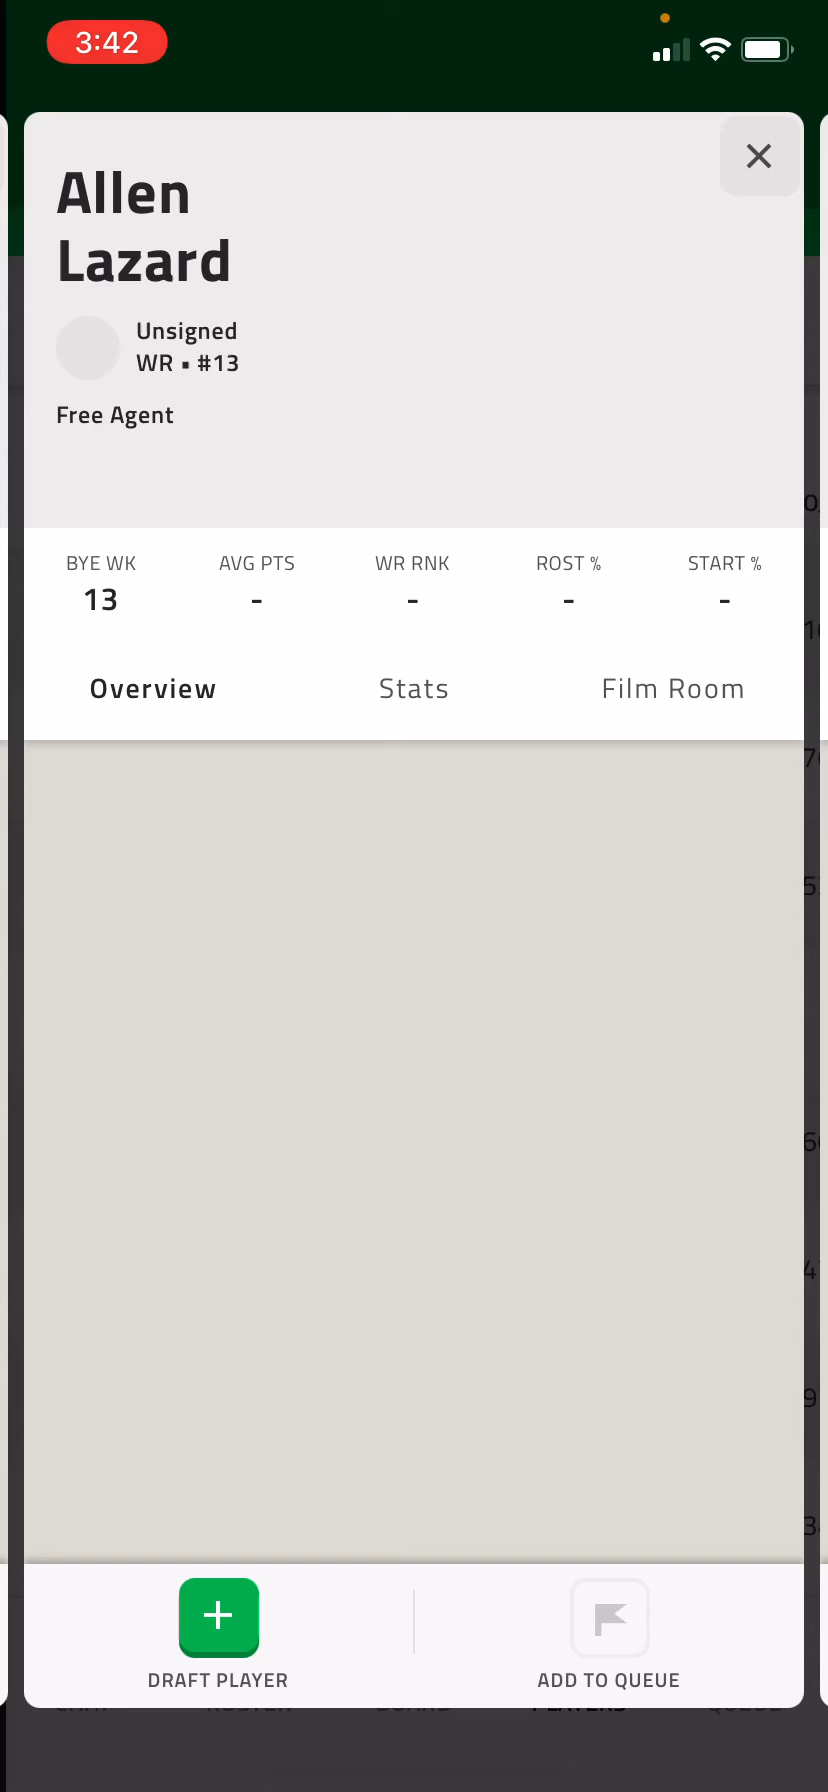 3:42
Allen
Lazard
Unsigned
WR ▪ #13
Free Agent
BYE WK AVG PTS WR RNK ROST % START %
13 - - - -
Overview Stats Film Room
DRAFT PLAYER ADD TO QUEUE
PLAYERS